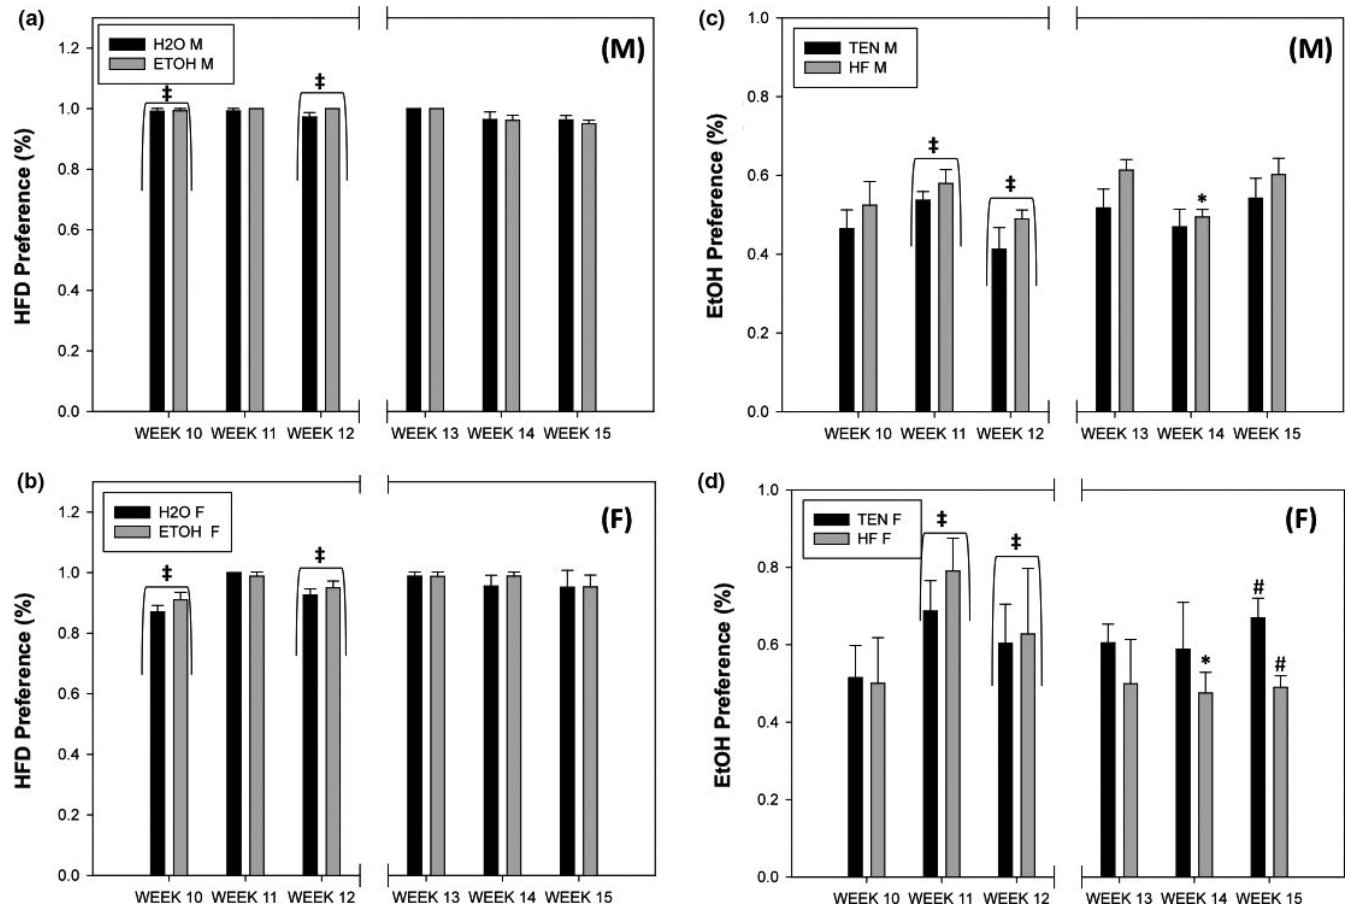 (a)
H2O M
ETOH M
(M)
HFD Preference (%)
1.2
1.0
0.8
0.6
0.4
0.2
0.0
‡
‡
WEEK 10 WEEK 11 WEEK 12 WEEK 13 WEEK 14 WEEK 15
(c)
TEN M
HF M
(M)
EtOH Preference (%)
1.0
0.8
0.6
0.4
0.2
0.0
‡
‡
*
WEEK 10 WEEK 11 WEEK 12 WEEK 13 WEEK 14 WEEK 15
(b)
H2O F
ETOH F
(F)
HFD Preference (%)
1.2
1.0
0.8
0.6
0.4
0.2
0.0
‡
‡
WEEK 10 WEEK 11 WEEK 12 WEEK 13 WEEK 14 WEEK 15
(d)
TEN F
HF F
(F)
EtOH Preference (%)
1.0
0.8
0.6
0.4
0.2
0.0
‡
‡
*
#
#
WEEK 10 WEEK 11 WEEK 12 WEEK 13 WEEK 14 WEEK 15